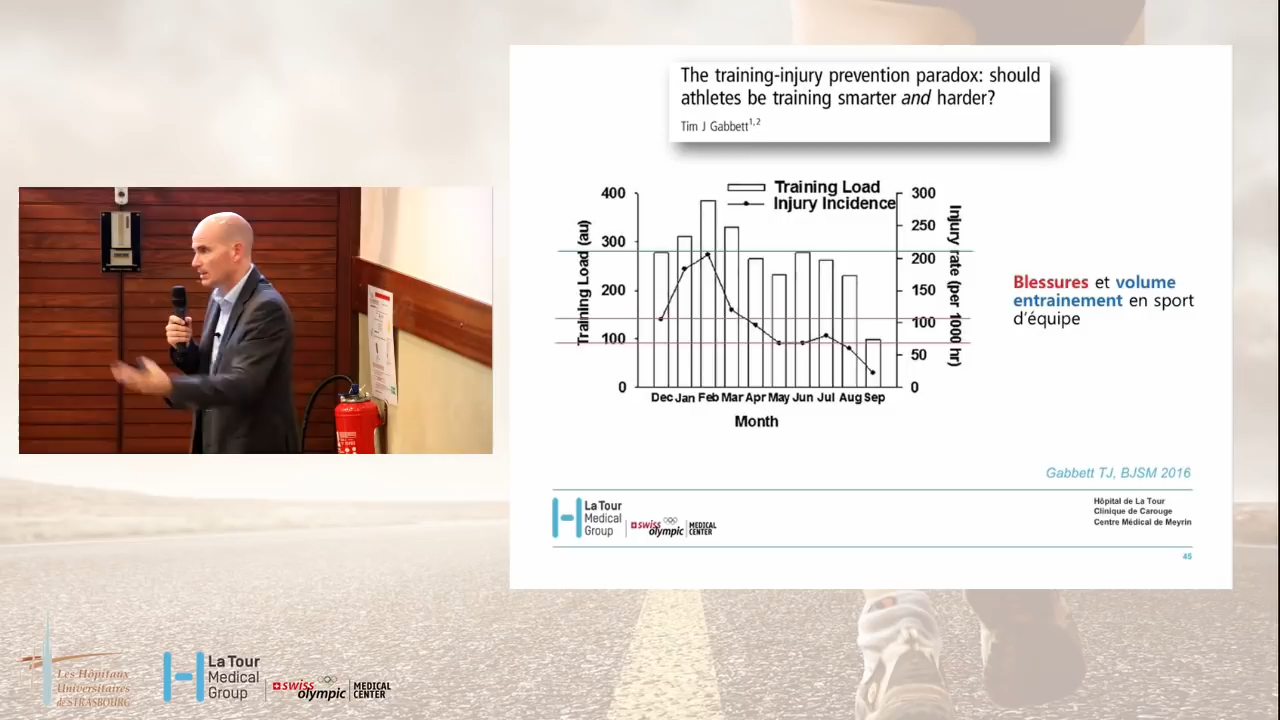 The training-injury prevention paradox: should
athletes be training smarter and harder?
Tim J Gabbett1,2
Training Load
Injury Incidence
Training Load (au)
400
300
200
100
0
300
250
200
150
100
50
0
Injury rate (per 1000 hr)
Dec Jan Feb Mar Apr May Jun Jul Aug Sep
Month
Blessures et volume
entrainement en sport
d'équipe
Gabbett TJ, BJSM 2016
La Tour
Medical
Group
swiss
olympic
MEDICAL
CENTER
Hôpital de La Tour
Clinique de Carouge
Centre Médical de Meyrin
45
Les Hôpitaux
Universitaires
de STRASBOURG
La Tour
Medical
Group
swiss
olympic
MEDICAL
CENTER